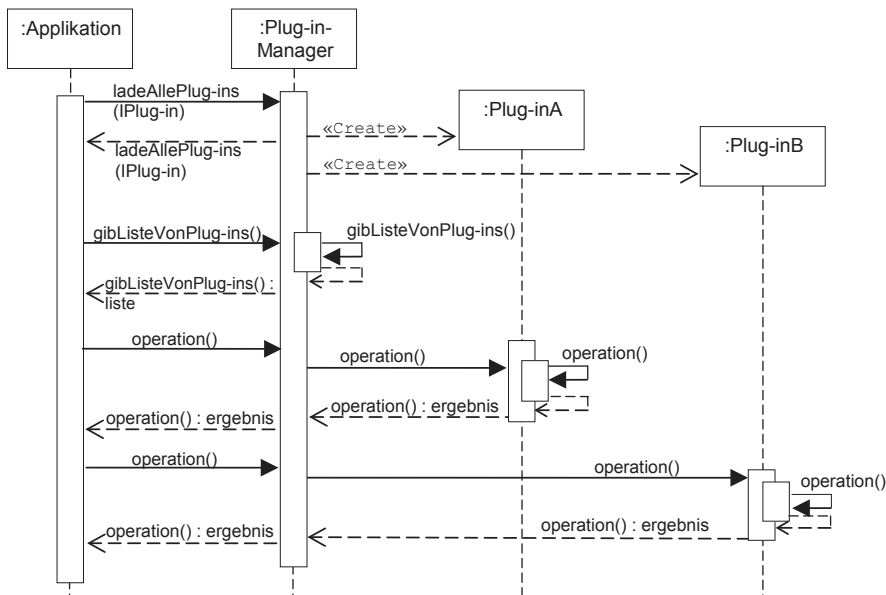 :Applikation
:Plug-in-
Manager
:Plug-inA
:Plug-inB
ladeAllePlug-ins
(IPlug-in)
«Create»
ladeAllePlug-ins
(IPlug-in)
«Create»
gibListeVonPlug-ins()
gibListeVonPlug-ins()
gibListeVonPlug-ins() :
liste
operation()
operation()
operation()
operation() : ergebnis
operation() : ergebnis
operation()
operation()
operation()
operation() : ergebnis
operation() : ergebnis